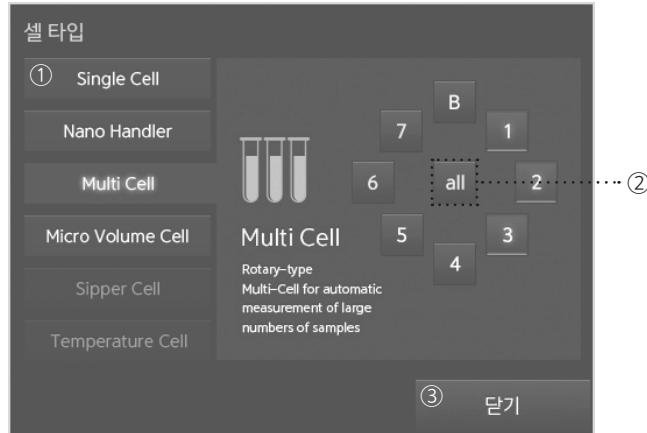 셀 타입
① Single Cell
Nano Handler
Multi Cell
Micro Volume Cell
Sipper Cell
Temperature Cell
B
7
1
6
all
2
②
5
3
4
Multi Cell
Rotary-type
Multi-Cell for automatic
measurement of large
numbers of samples
③ 닫기